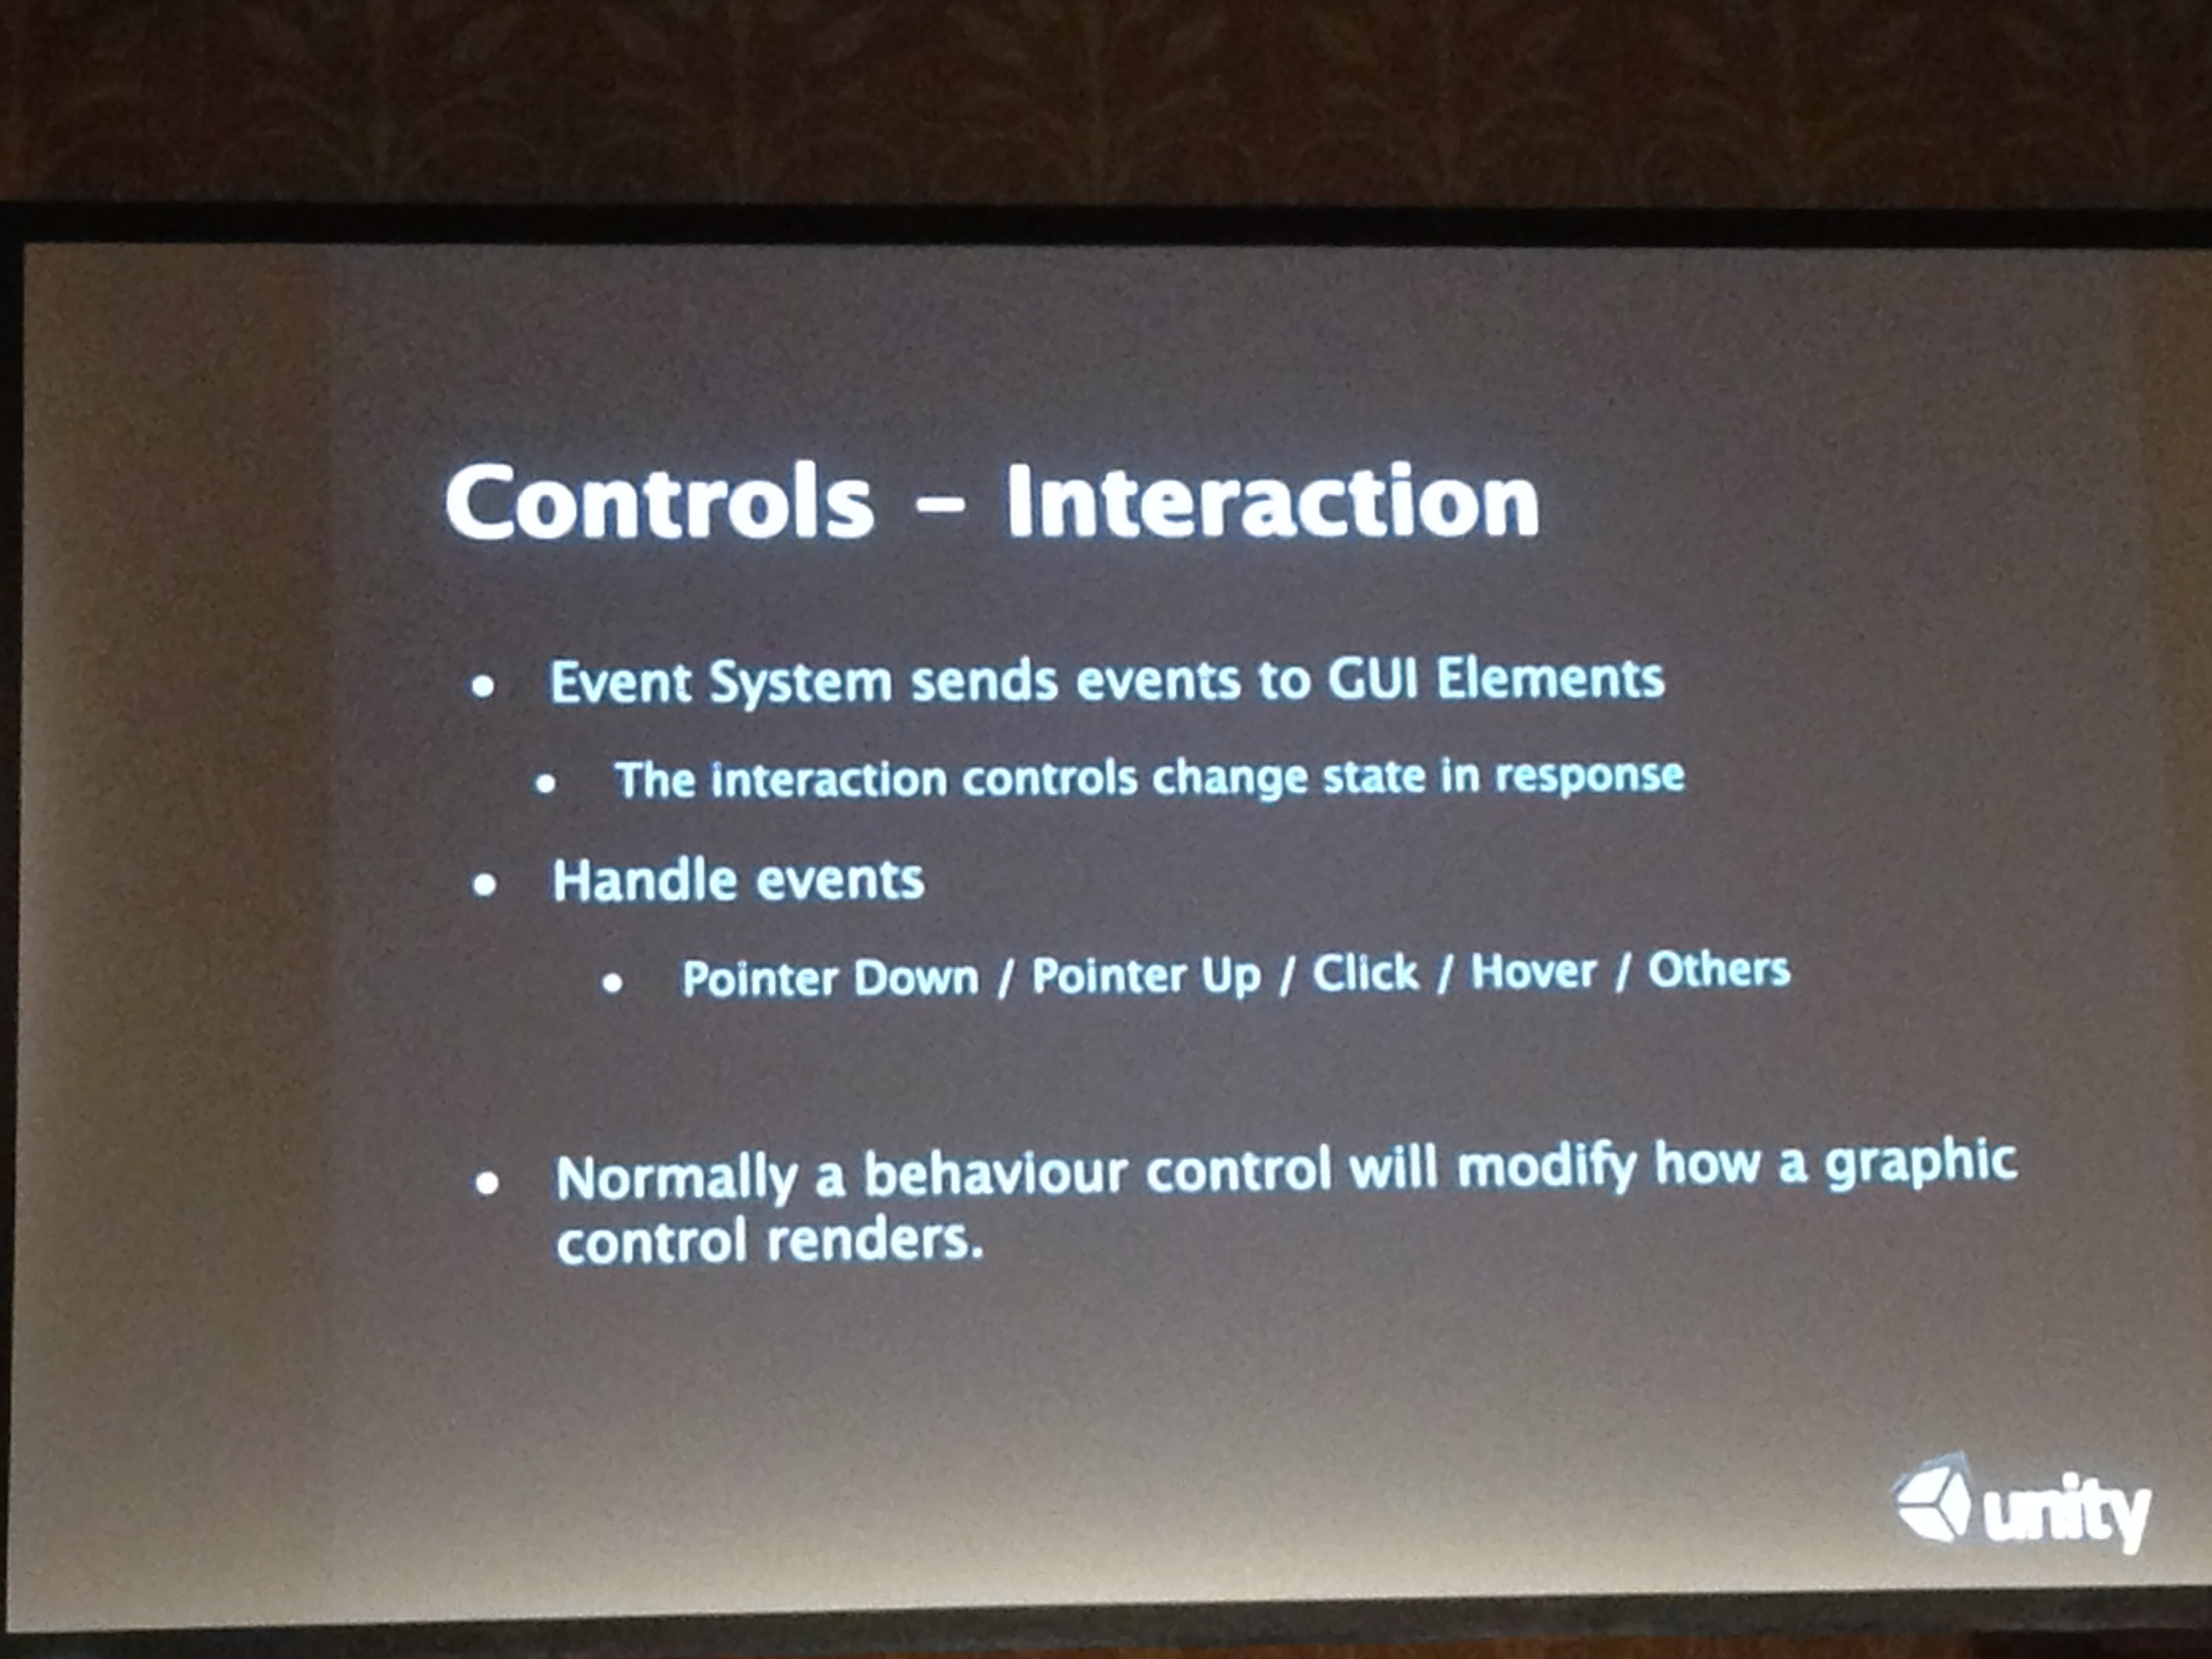 Controls – Interaction
• Event System sends events to GUI Elements
• The interaction controls change state in response
• Handle events
• Pointer Down / Pointer Up / Click / Hover / Others
• Normally a behaviour control will modify how a graphic
control renders.
unity